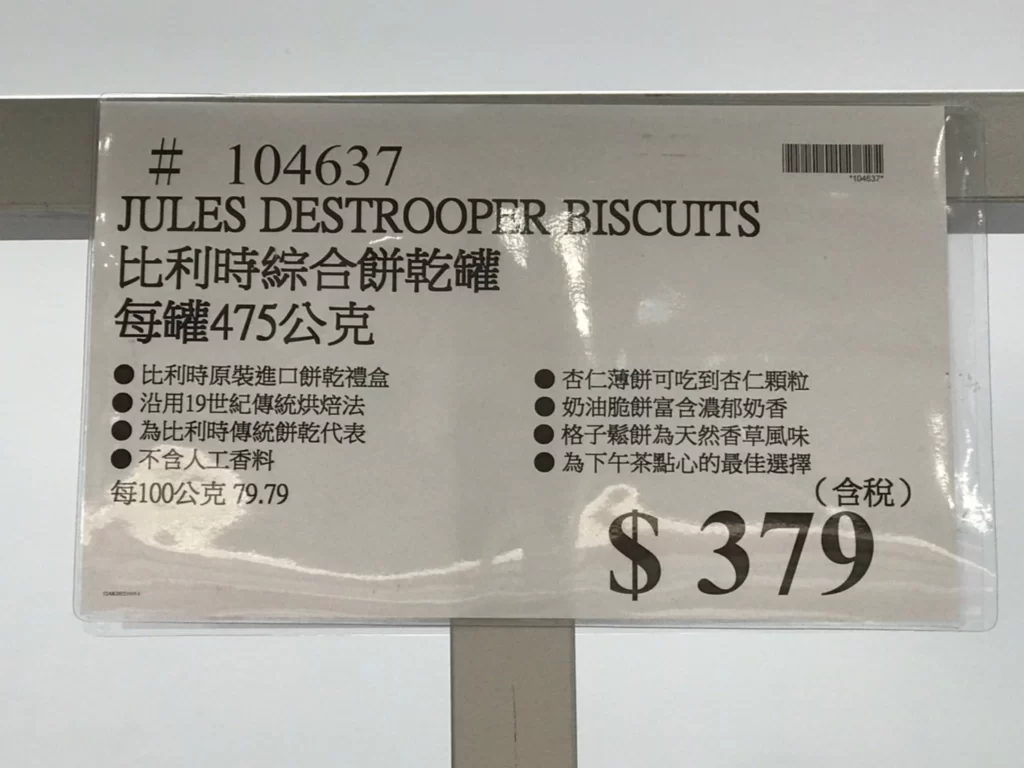 # 104637
*104637*
JULES DESTROOPER BISCUITS
比利時綜合餅乾罐
每罐475公克
● 比利時原裝進口餅乾禮盒
● 沿用19世紀傳統烘焙法
● 為比利時傳統餅乾代表
● 不含人工香料
每100公克 79.79
● 杏仁薄餅可吃到杏仁顆粒
● 奶油脆餅富含濃郁奶香
● 格子鬆餅為天然香草風味
● 為下午茶點心的最佳選擇
（含稅）
$ 379